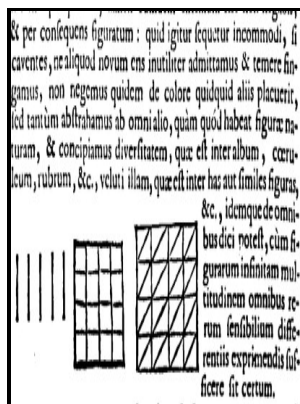 & per conſequens figuratum : quid igitur ſequetur incommodi, ſi
caventes, ne aliquod novum ens inutiliter admittamus & temere fin-
gamus, non negemus quidem de colore quidquid aliis placuerit,
ſed tantùm abſtrahamus ab omni alio, quàm quòd habeat figuræ na-
turam, & concipiamus diverſitatem, quæ eſt inter album, cœru-
leum, rubrum, &c., veluti illam, quæ eſt inter has aut ſimiles figuras,
&c., idemque de omni-
bus dici poteſt, cùm fi-
gurarum infinitam mul-
titudinem omnibus re-
rum ſenſibilium diffe-
rentiis exprimendis ſuf-
ficere ſit certum.